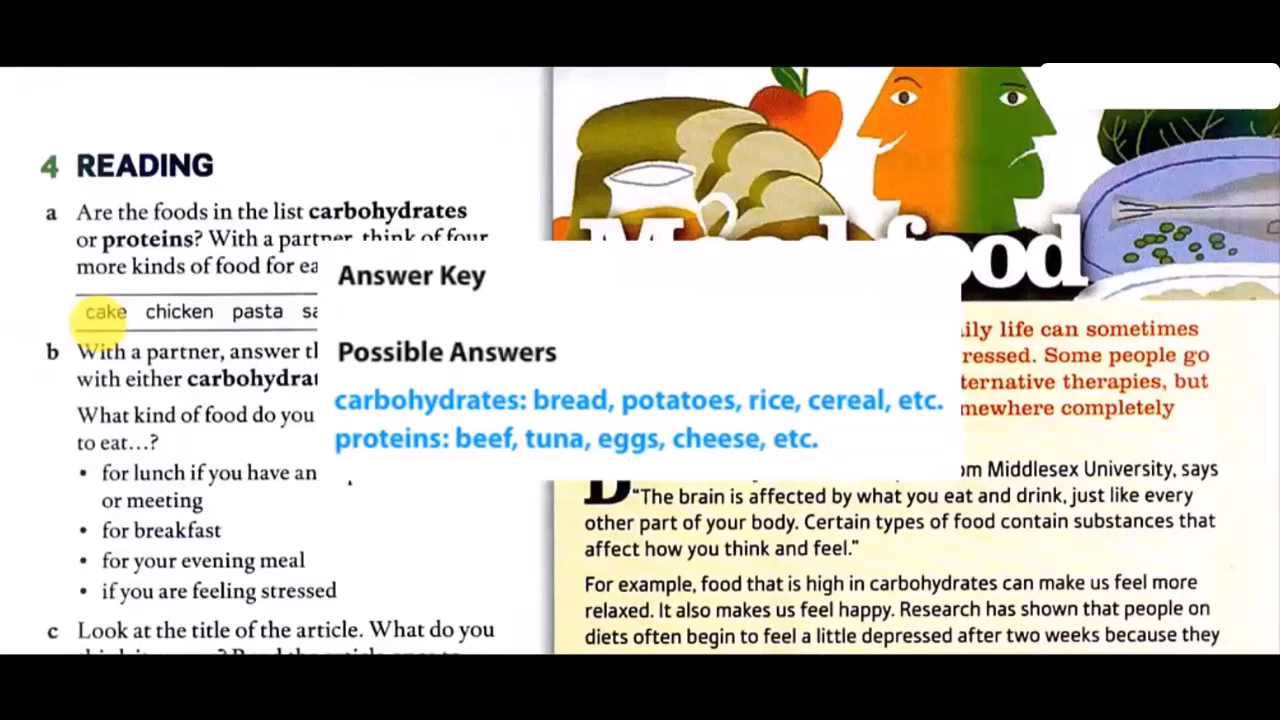 4 READING
a Are the foods in the list carbohydrates
or proteins? With a partner, think of four
more kinds of food for ea
cake chicken pasta sa
b With a partner, answer th
with either carbohydrat
What kind of food do you
to eat…?
• for lunch if you have an
or meeting
• for breakfast
• for your evening meal
• if you are feeling stressed
c Look at the title of the article. What do you
Answer Key
Possible Answers
carbohydrates: bread, potatoes, rice, cereal, etc.
proteins: beef, tuna, eggs, cheese, etc.
Mood food
ily life can sometimes
ressed. Some people go
ternative therapies, but
mewhere completely
om Middlesex University, says
“The brain is affected by what you eat and drink, just like every
other part of your body. Certain types of food contain substances that
affect how you think and feel.”
For example, food that is high in carbohydrates can make us feel more
relaxed. It also makes us feel happy. Research has shown that people on
diets often begin to feel a little depressed after two weeks because they